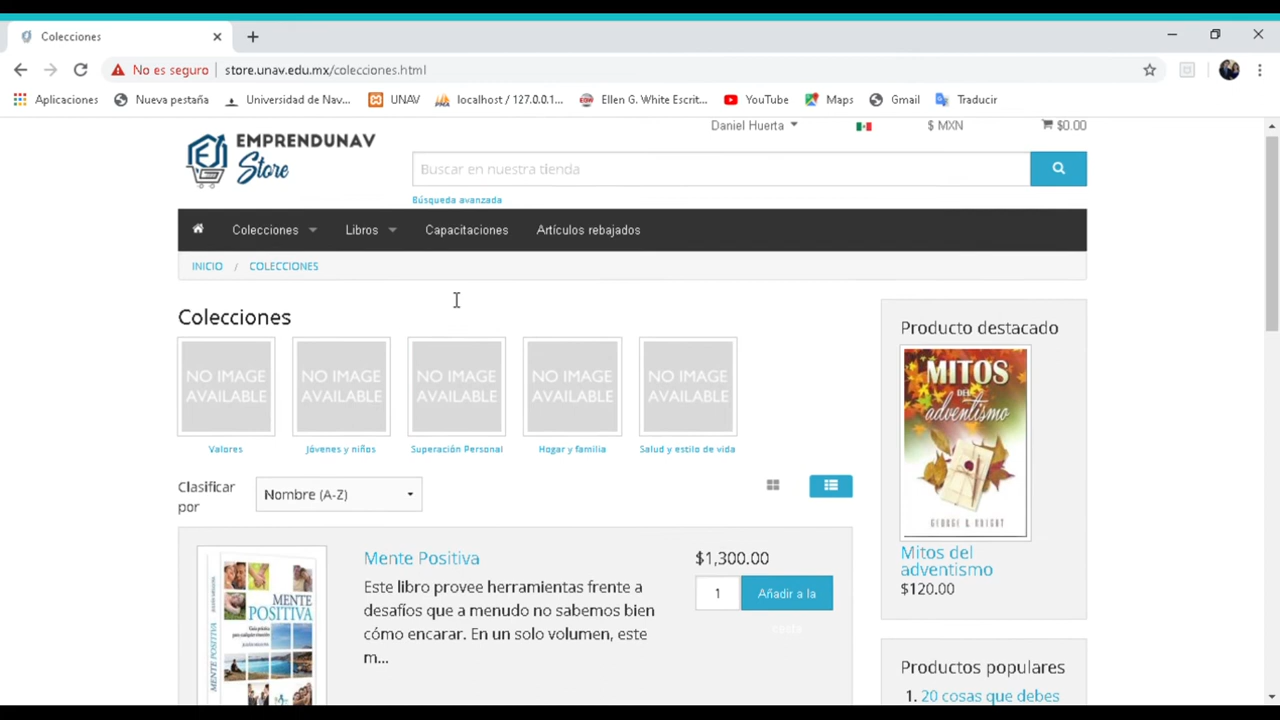 Colecciones
No es seguro
store.unav.edu.mx/colecciones.html
Aplicaciones
Nueva pestaña
Universidad de Nav...
UNAV
localhost / 127.0.0.1...
Ellen G. White Escrit...
YouTube
Maps
Gmail
Traducir
Daniel Huerta
$ MXN
$0.00
EMPRENDUNAV
Store
Buscar en nuestra tienda
Búsqueda avanzada
Colecciones
Libros
Capacitaciones
Artículos rebajados
INICIO / COLECCIONES
Colecciones
NO IMAGE
AVAILABLE
NO IMAGE
AVAILABLE
NO IMAGE
AVAILABLE
NO IMAGE
AVAILABLE
NO IMAGE
AVAILABLE
Valores
Jóvenes y niños
Superación Personal
Hogar y familia
Salud y estilo de vida
Clasificar
por
Nombre (A-Z)
MENTE
POSITIVA
MENTE POSITIVA
Mente Positiva
Este libro provee herramientas frente a
desafíos que a menudo no sabemos bien
cómo encarar. En un solo volumen, este
m...
$1,300.00
1
Añadir a la
Producto destacado
MITOS
DEL
adventismo
GEORGE R. KNIGHT
Mitos del
adventismo
$120.00
Productos populares
1. 20 cosas que debes